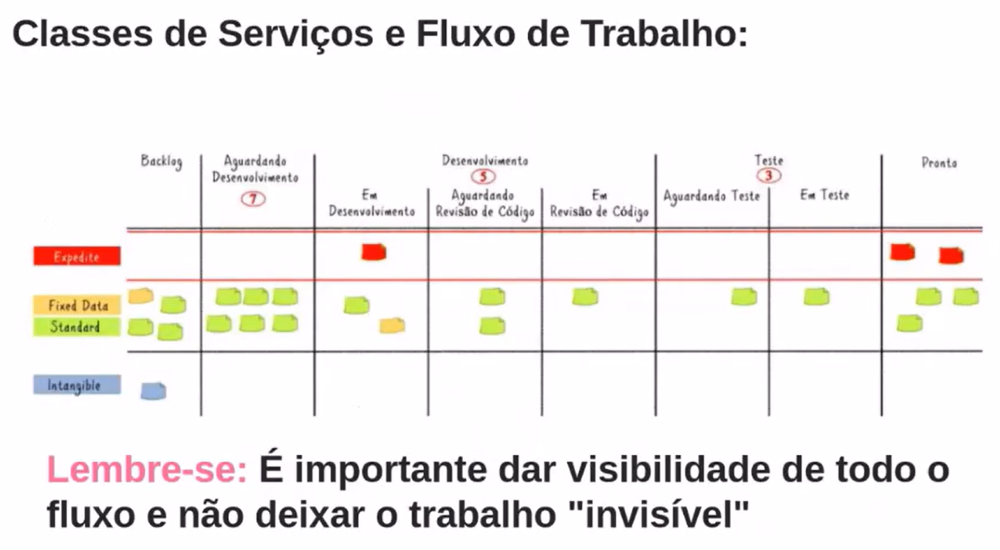 Classes de Serviços e Fluxo de Trabalho:
Backlog
Aguardando
Desenvolvimento
7
Desenvolvimento
5
Em
Desenvolvimento
Aguardando
Revisão de Código
Em
Revisão de Código
Teste
3
Aguardando Teste
Em Teste
Pronto
Expedite
Fixed Data
Standard
Intangible
Lembre-se: É importante dar visibilidade de todo o
fluxo e não deixar o trabalho "invisível"